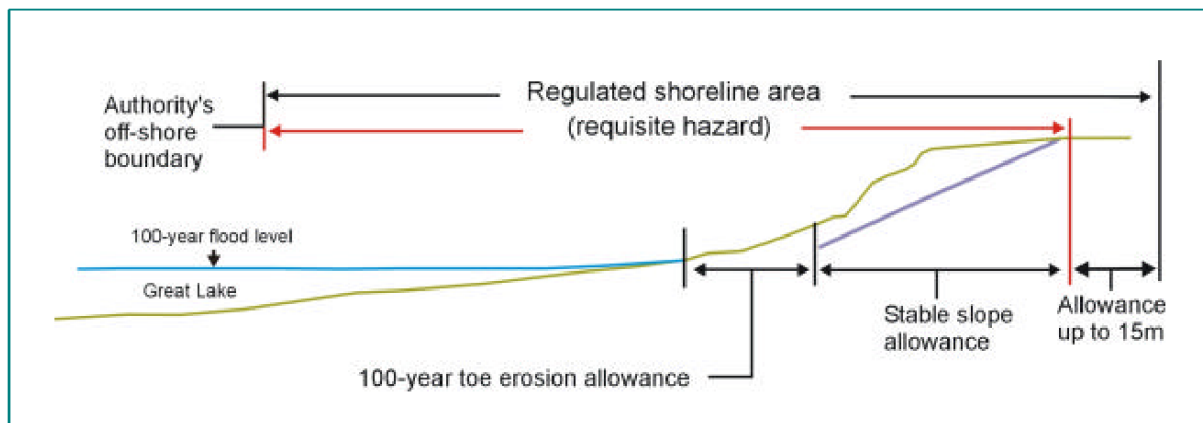 Regulated shoreline area
(requisite hazard)
Authority's
off-shore
boundary
100-year flood level
Great Lake
Stable slope
allowance
Allowance
up to 15m
100-year toe erosion allowance